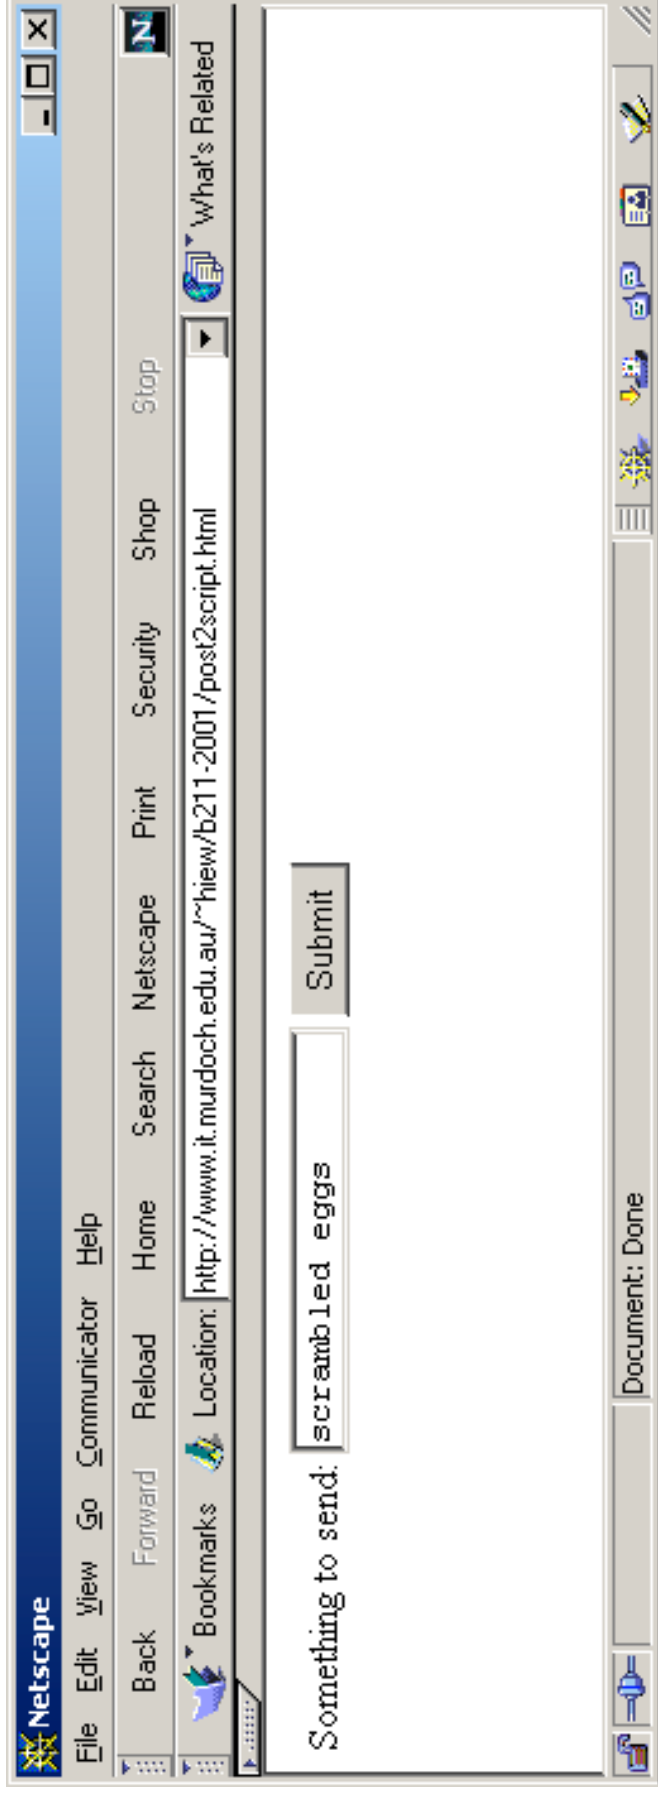 Netscape
File Edit View Go Communicator Help
Back Forward Reload Home Search Netscape Print Security Shop Stop
N
Bookmarks Location: http://www.it.murdoch.edu.au/~hiew/b211-2001/post2script.html What's Related
Something to send: scrambled eggs Submit
Document: Done